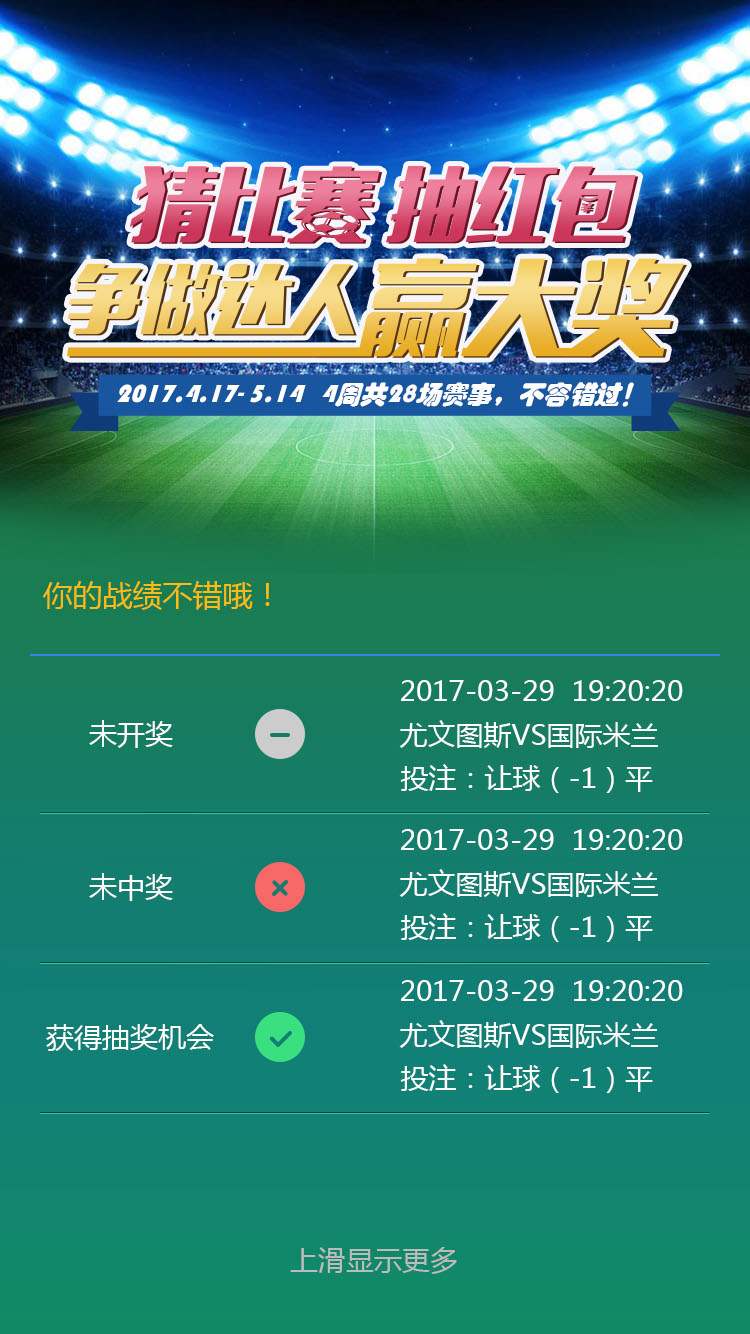 猜比赛 抽红包
争做达人赢大奖
2017.4.17-5.14 4周共28场赛事，不容错过！
你的战绩不错哦！
未开奖
2017-03-29 19:20:20
尤文图斯VS国际米兰
投注：让球（-1）平
未中奖
2017-03-29 19:20:20
尤文图斯VS国际米兰
投注：让球（-1）平
获得抽奖机会
2017-03-29 19:20:20
尤文图斯VS国际米兰
投注：让球（-1）平
上滑显示更多